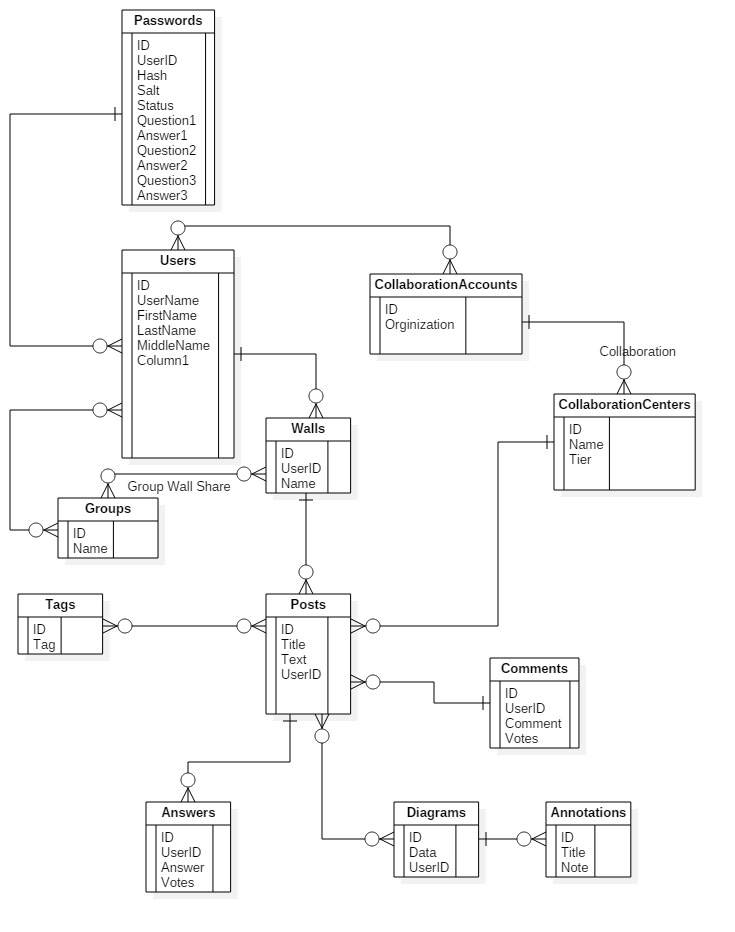 Passwords
ID
UserID
Hash
Salt
Status
Question1
Answer1
Question2
Answer2
Question3
Answer3
Users
ID
UserName
FirstName
LastName
MiddleName
Column1
CollaborationAccounts
ID
Orginization
Collaboration
CollaborationCenters
ID
Name
Tier
Walls
ID
UserID
Name
Group Wall Share
Groups
ID
Name
Tags
ID
Tag
Posts
ID
Title
Text
UserID
Comments
ID
UserID
Comment
Votes
Answers
ID
UserID
Answer
Votes
Diagrams
ID
Data
UserID
Annotations
ID
Title
Note